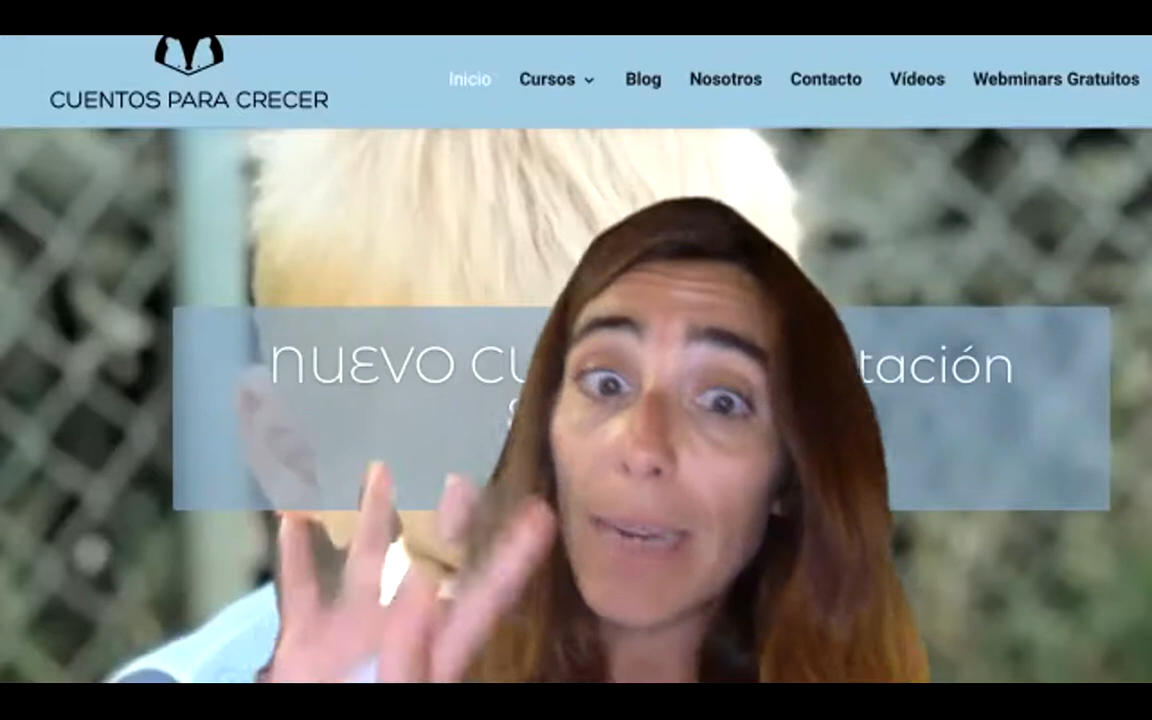 CUENTOS PARA CRECER
Inicio Cursos Blog Nosotros Contacto Vídeos Webminars Gratuitos
NUEVO CU tación